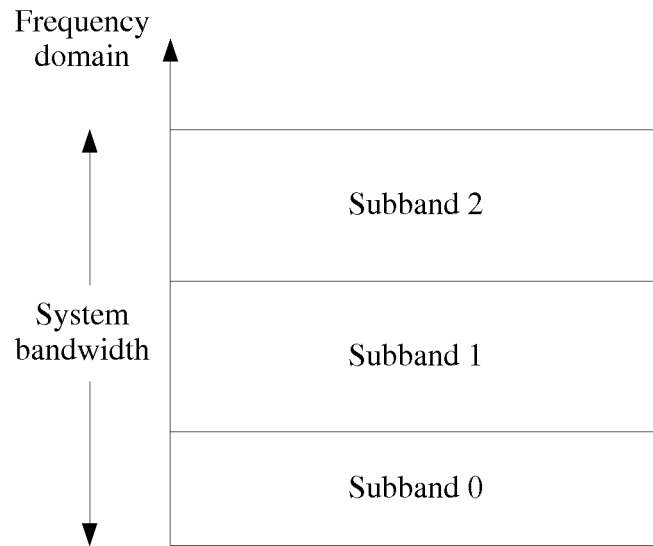 Frequency
domain
Subband 2
System
bandwidth
Subband 1
Subband 0